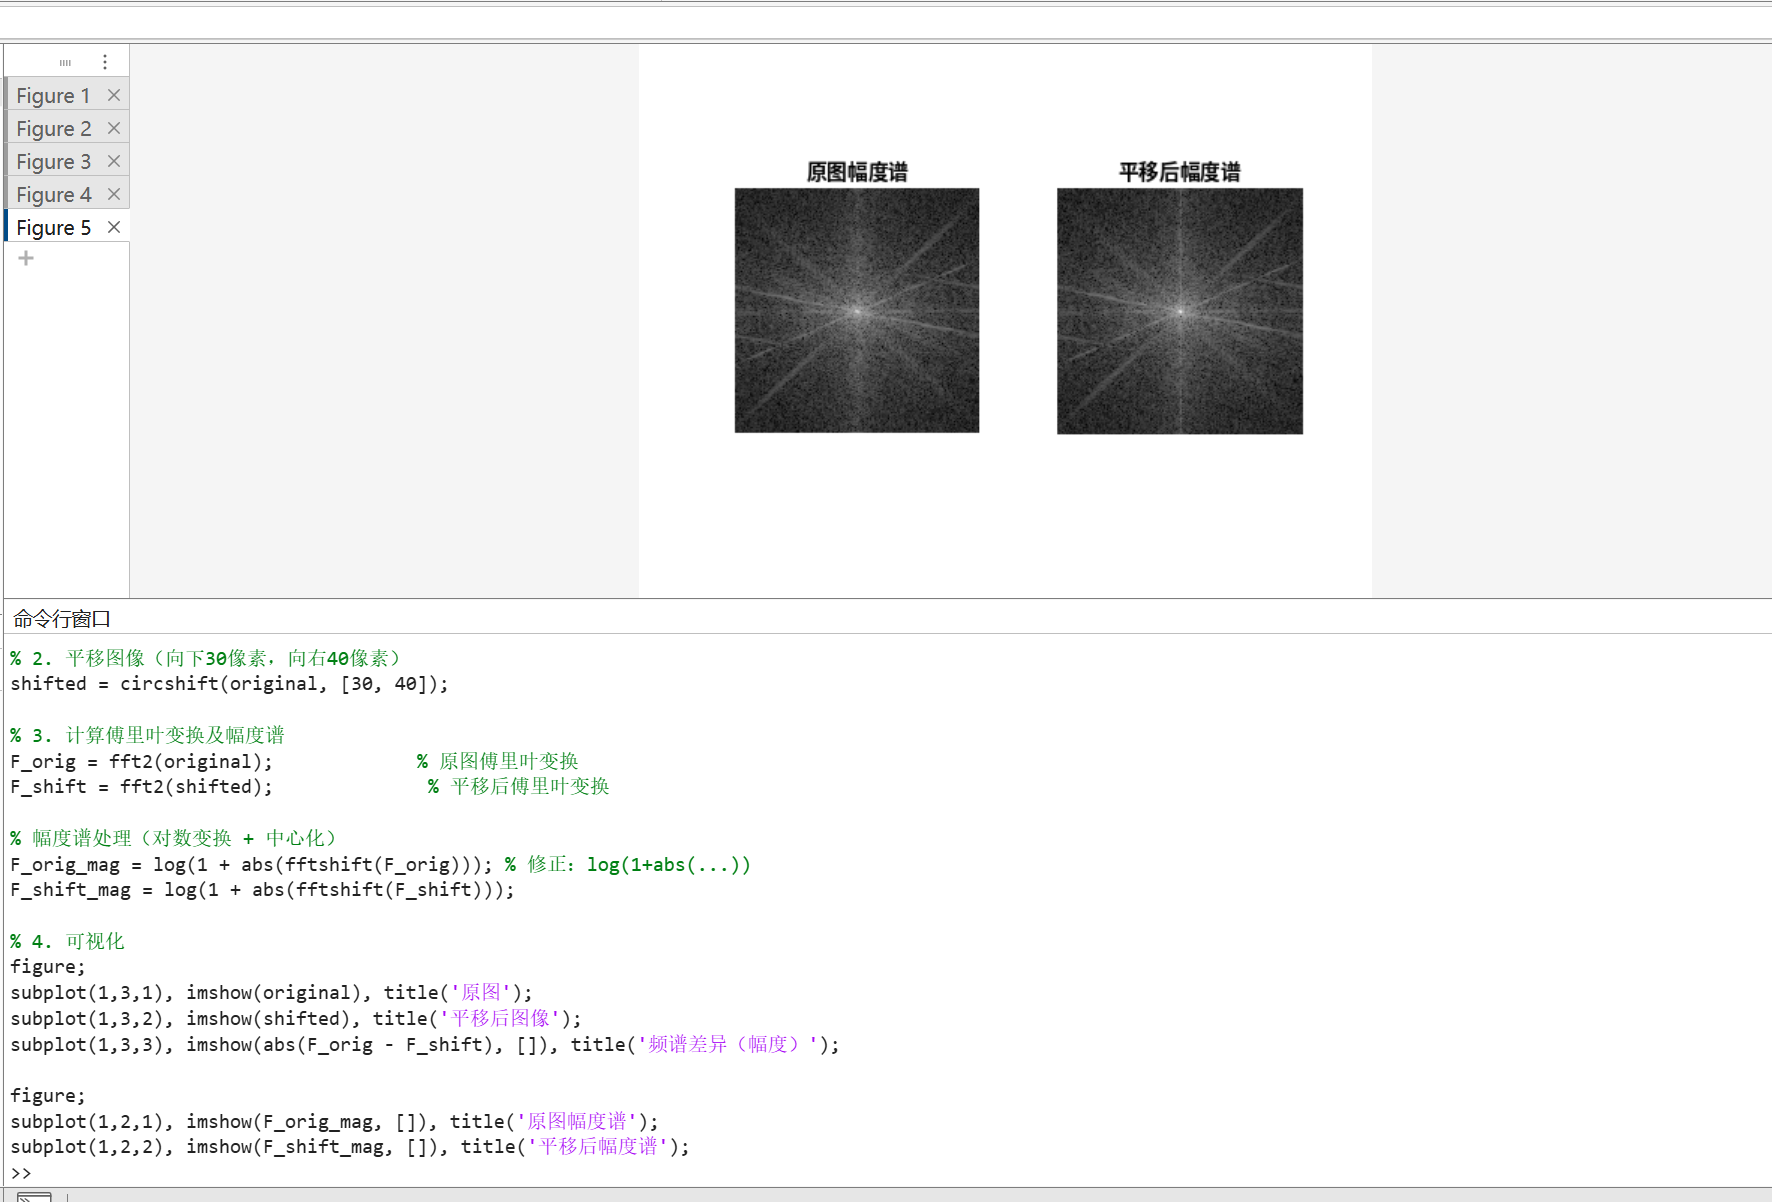 Figure 1
Figure 2
Figure 3
Figure 4
Figure 5
原图幅度谱
平移后幅度谱
命令行窗口
% 2. 平移图像（向下30像素，向右40像素）
shifted = circshift(original, [30, 40]);
% 3. 计算傅里叶变换及幅度谱
F_orig = fft2(original);             % 原图傅里叶变换
F_shift = fft2(shifted);              % 平移后傅里叶变换
% 幅度谱处理（对数变换 + 中心化）
F_orig_mag = log(1 + abs(fftshift(F_orig))); % 修正：log(1+abs(...))
F_shift_mag = log(1 + abs(fftshift(F_shift)));
% 4. 可视化
figure;
subplot(1,3,1), imshow(original), title('原图');
subplot(1,3,2), imshow(shifted), title('平移后图像');
subplot(1,3,3), imshow(abs(F_orig - F_shift), []), title('频谱差异（幅度）');
figure;
subplot(1,2,1), imshow(F_orig_mag, []), title('原图幅度谱');
subplot(1,2,2), imshow(F_shift_mag, []), title('平移后幅度谱');
>>